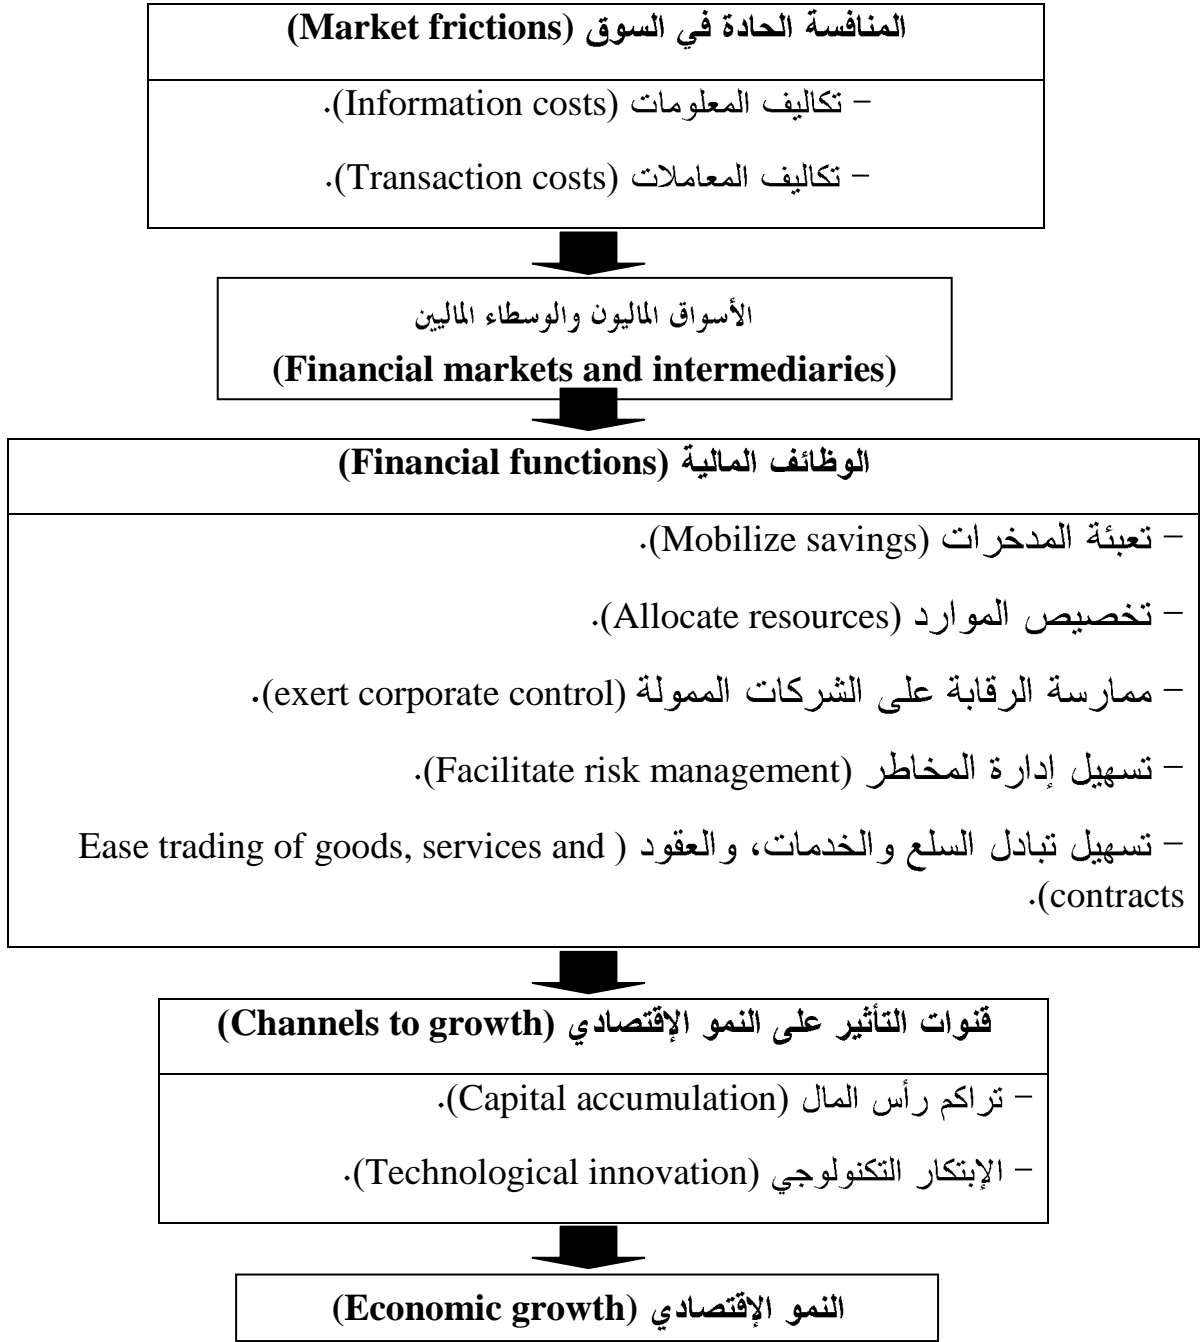 المنافسة الحادة في السوق (Market frictions)
- تكاليف المعلومات (Information costs).
- تكاليف المعاملات (Transaction costs).
الأسواق الماليون والوسطاء الماليين
(Financial markets and intermediaries)
الوظائف المالية (Financial functions)
- تعبئة المدخرات (Mobilize savings).
- تخصيص الموارد (Allocate resources).
- ممارسة الرقابة على الشركات الممولة (exert corporate control).
- تسهيل إدارة المخاطر (Facilitate risk management).
- تسهيل تبادل السلع والخدمات، والعقود ( Ease trading of goods, services and
contracts).
قنوات التأثير على النمو الإقتصادي (Channels to growth)
- تراكم رأس المال (Capital accumulation).
- الإبتكار التكنولوجي (Technological innovation).
النمو الإقتصادي (Economic growth)